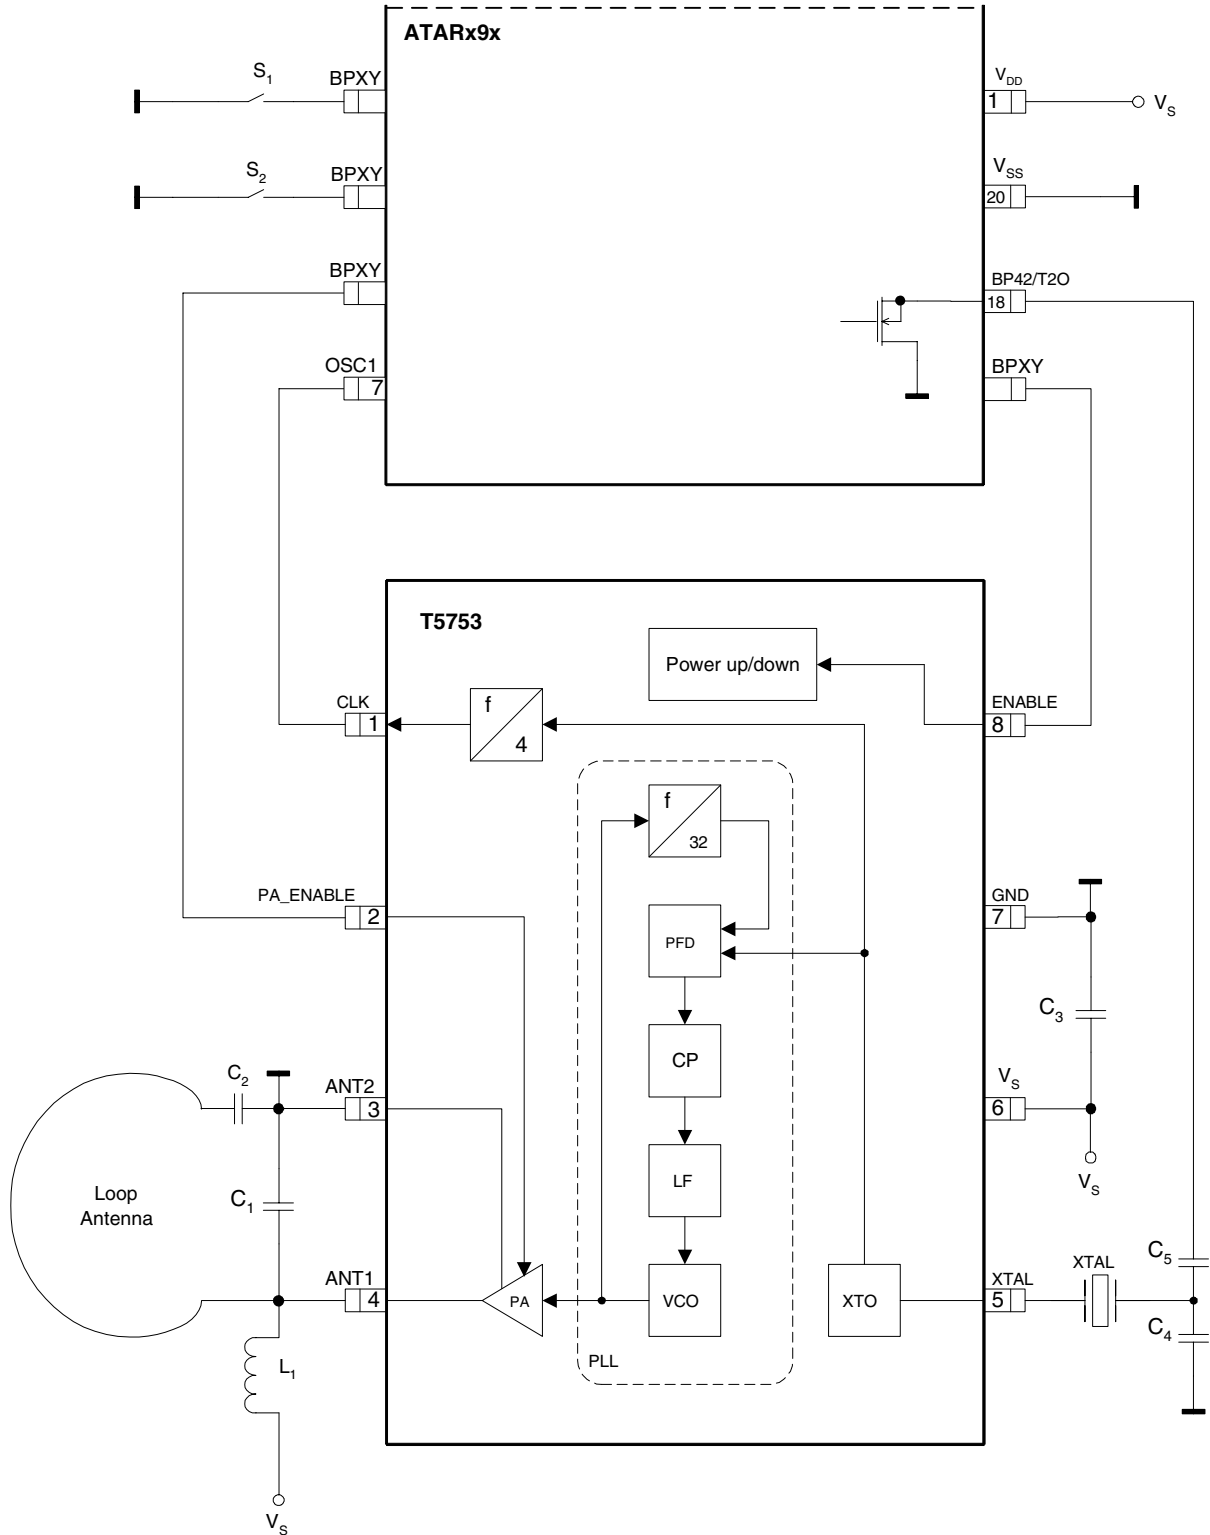 ATARx9x
S1
BPXY
VDD
1
VS
S2
BPXY
VSS
20
BPXY
BP42/T2O
18
OSC1
7
BPXY
T5753
Power up/down
CLK
1
f
4
ENABLE
8
f
32
PA_ENABLE
2
PFD
GND
7
C3
CP
C2
ANT2
3
VS
6
VS
Loop
Antenna
C1
LF
C5
ANT1
4
PA
VCO
XTO
XTAL
5
XTAL
C4
L1
PLL
VS